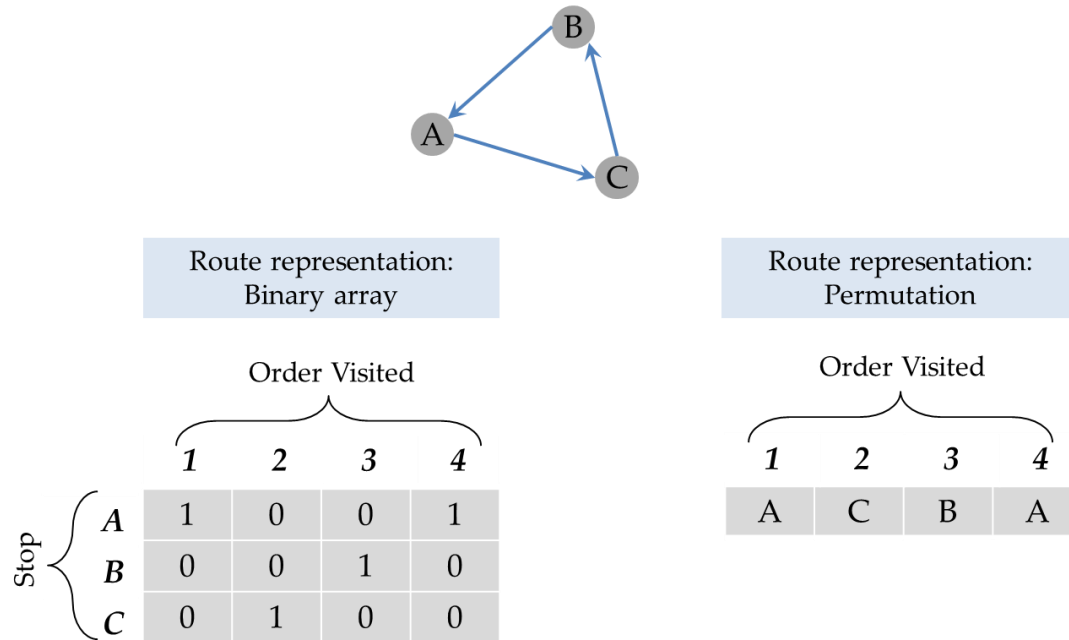 B
A
C
Route representation:
Binary array
Order Visited
1 2 3 4
Stop
A 1 0 0 1
B 0 0 1 0
C 0 1 0 0
Route representation:
Permutation
Order Visited
1 2 3 4
A C B A